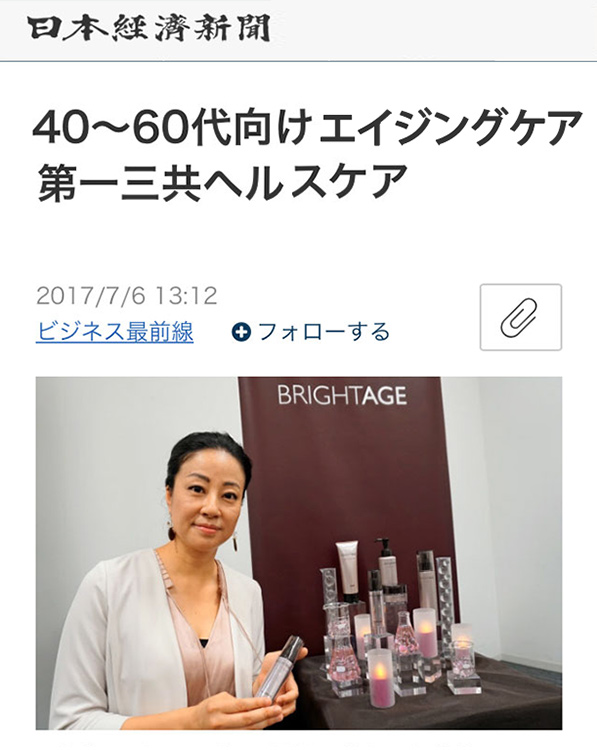 日本経済新聞
40〜60代向けエイジングケア
第一三共ヘルスケア
2017/7/6 13:12
ビジネス最前線 フォローする
BRIGHTAGE